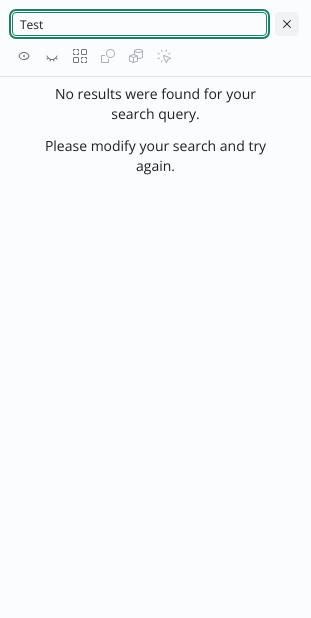 Test
No results were found for your
search query.
Please modify your search and try
again.